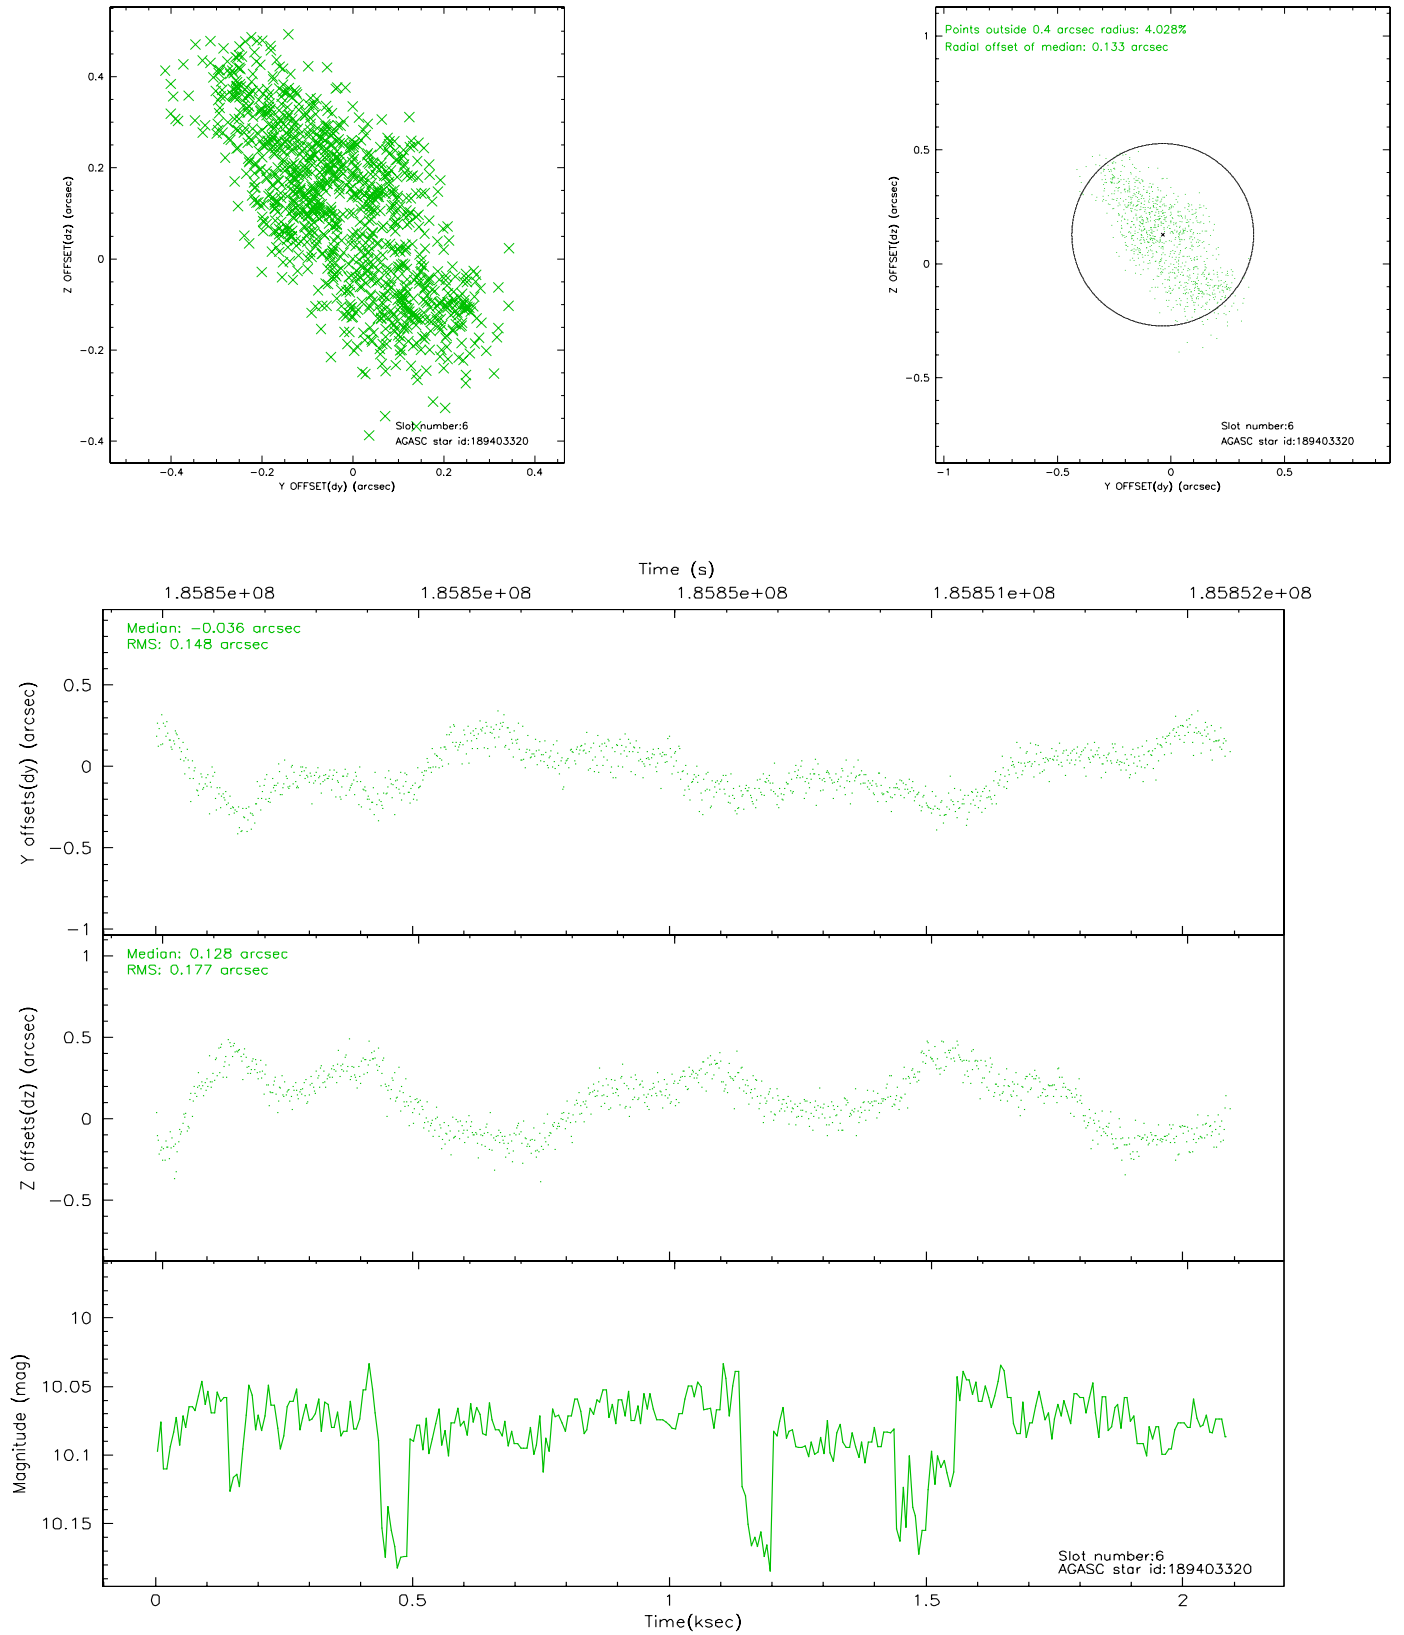 0.4
0.2
0
−0.2
−0.4
Z OFFSET(dz) (arcsec)
Slot number:6
AGASC star id:189403320
−0.4 −0.2 0 0.2 0.4
Y OFFSET(dy) (arcsec)
Points outside 0.4 arcsec radius: 4.028%
Radial offset of median: 0.133 arcsec
1
0.5
0
−0.5
Z OFFSET(dz) (arcsec)
Slot number:6
AGASC star id:189403320
−1 −0.5 0 0.5
Y OFFSET(dy) (arcsec)
Time (s)
1.8585e+08 1.8585e+08 1.8585e+08 1.85851e+08 1.85852e+08
Median: −0.036 arcsec
RMS: 0.148 arcsec
0.5
0
−0.5
−1
Y offsets(dy) (arcsec)
Median: 0.128 arcsec
RMS: 0.177 arcsec
1
0.5
0
−0.5
Z offsets(dz) (arcsec)
10
10.05
10.1
10.15
Magnitude (mag)
Slot number:6
AGASC star id:189403320
0 0.5 1 1.5 2
Time(ksec)